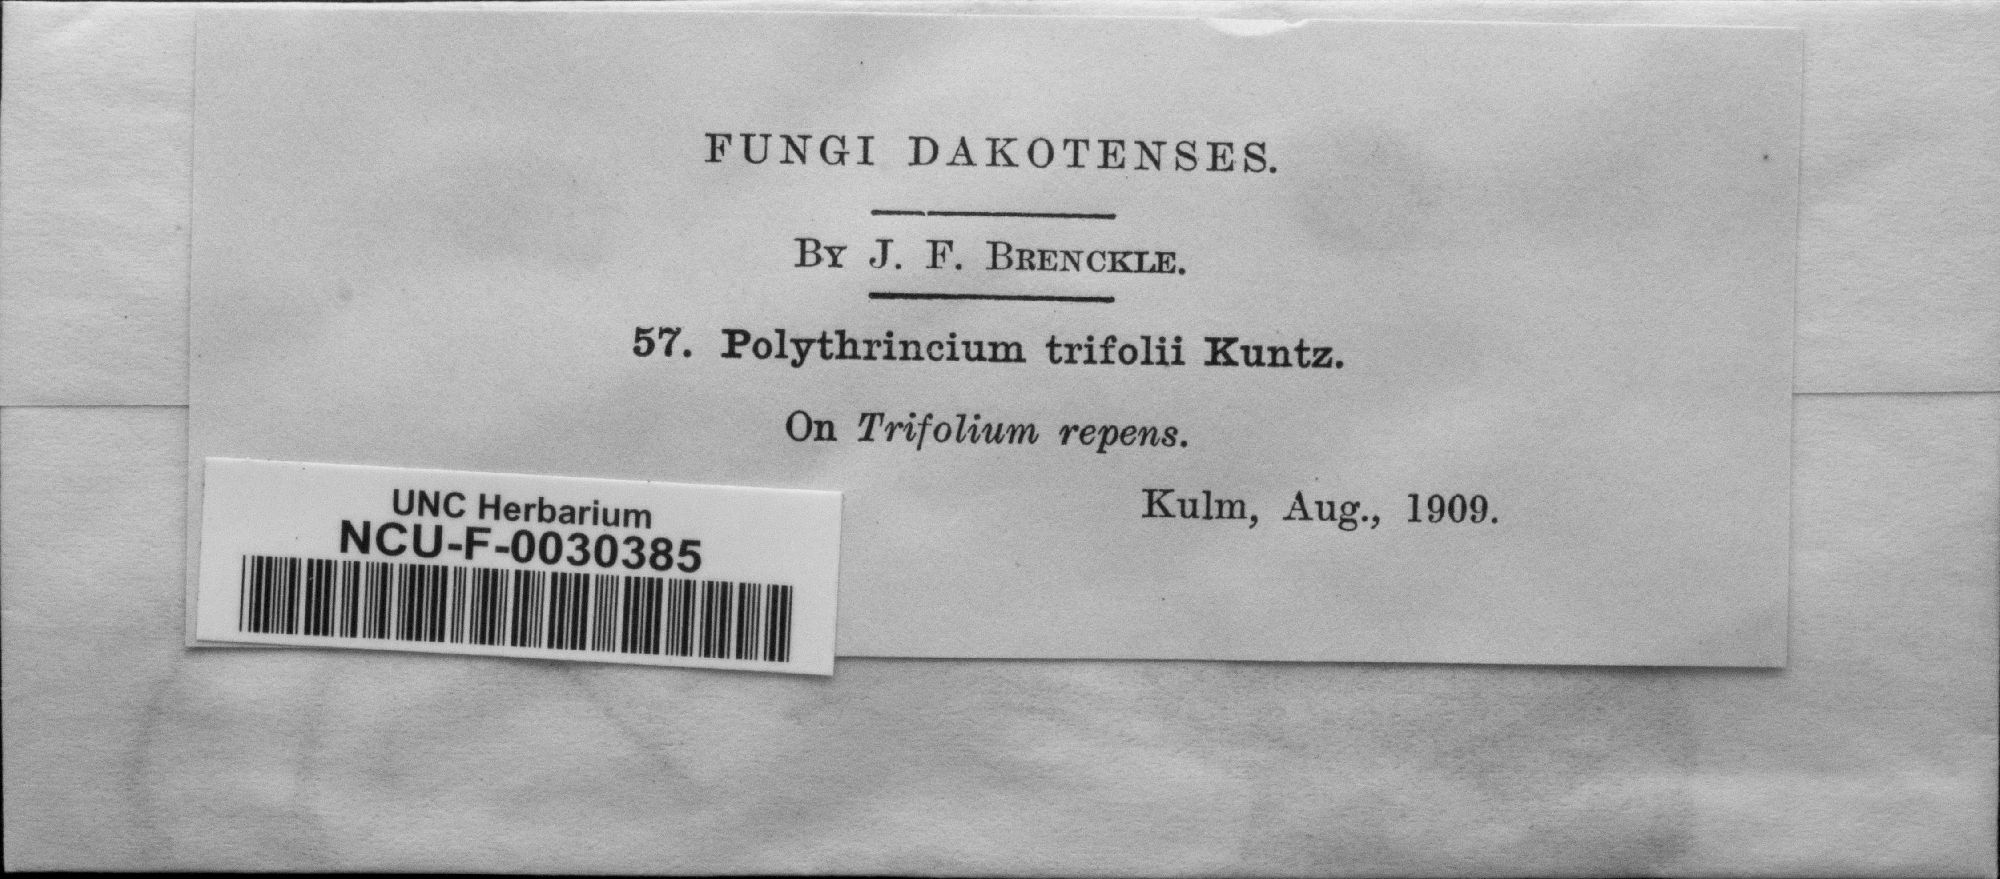 FUNGI DAKOTENSES.
By J. F. Brenckle.
57. Polythrincium trifolii Kuntz.
On Trifolium repens.
Kulm, Aug., 1909.
UNC Herbarium
NCU-F-0030385